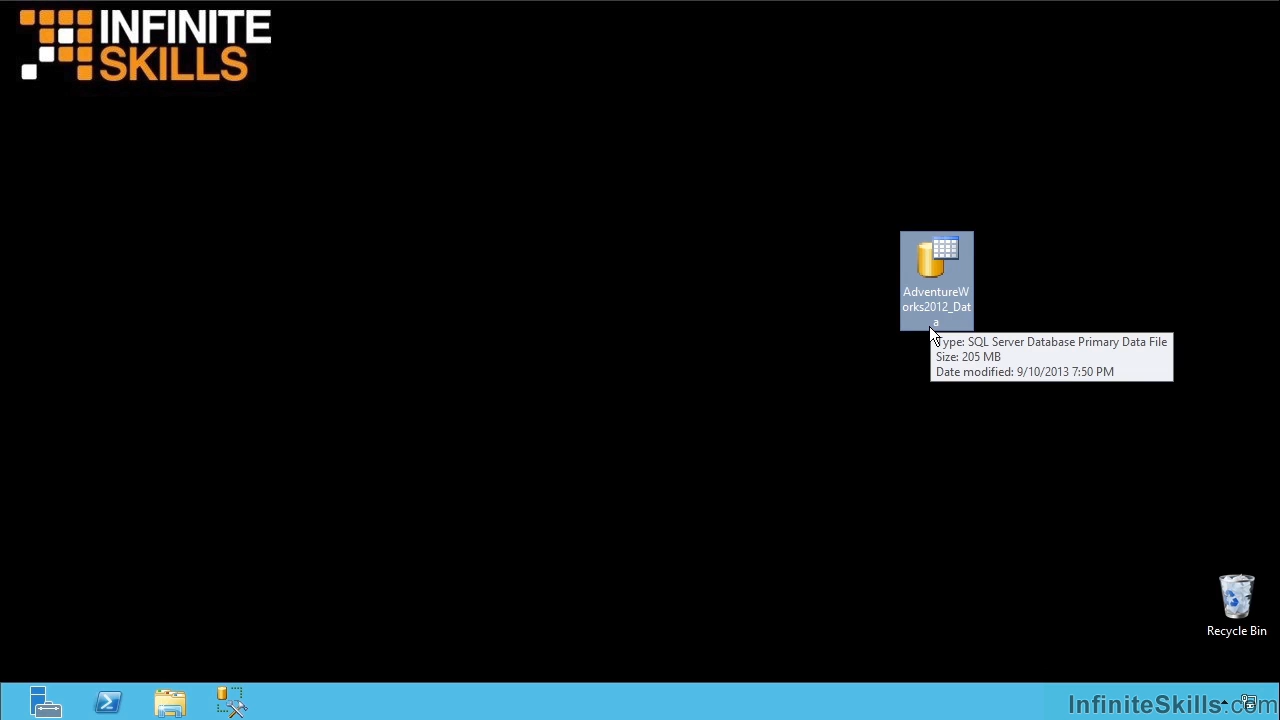 INFINITE
SKILLS
AdventureW
orks2012_Dat
a
Type: SQL Server Database Primary Data File
Size: 205 MB
Date modified: 9/10/2013 7:50 PM
Recycle Bin
InfiniteSkills.com